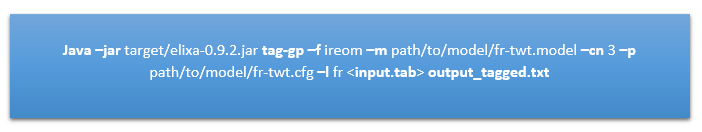 Java –jar target/elixa-0.9.2.jar tag-gp –f ireom –m path/to/model/fr-twt.model –cn 3 –p
path/to/model/fr-twt.cfg –l fr <input.tab> output_tagged.txt